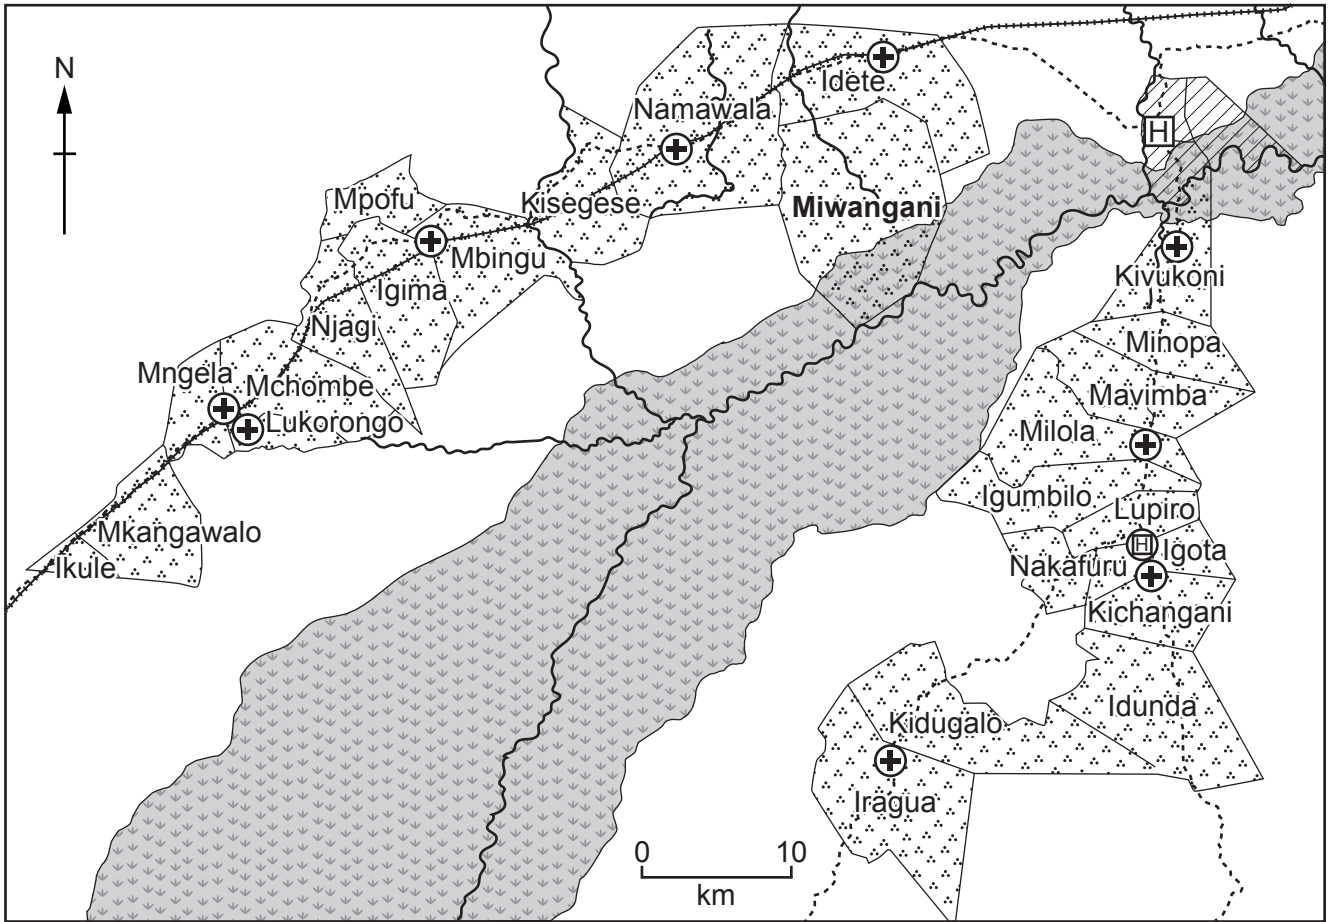 N
Idete
Namawala
H
Mpofu
Kisegese
Miwangani
Mbingu
Kivukoni
Igima
Njagi
Minopa
Mngela
Mchombe
Mavimba
Lukorongo
Milola
Igumbilo
Lupiro
Mkangawalo
H
Igota
Ikule
Nakafuru
Kichangani
Idunda
Kidugalo
Iragua
0 10
km